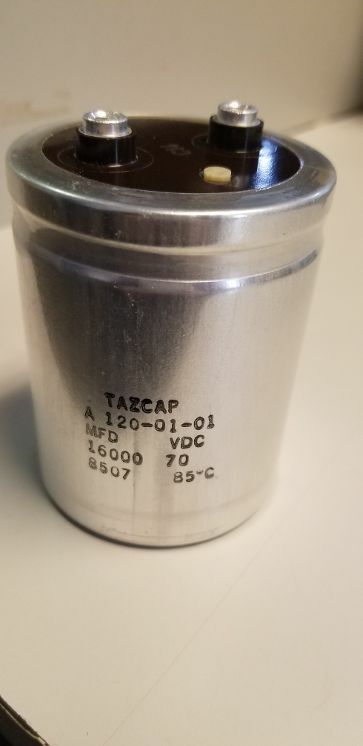 TAZCAP
A 120-01-01
MFD VDC
16000 70
8507 85°C